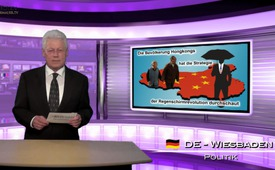 Die Bevölkerung Hongkongs
hat die Strategie
der Regenschirmrevolution durchschaut
DE - Wiesbaden
Politik